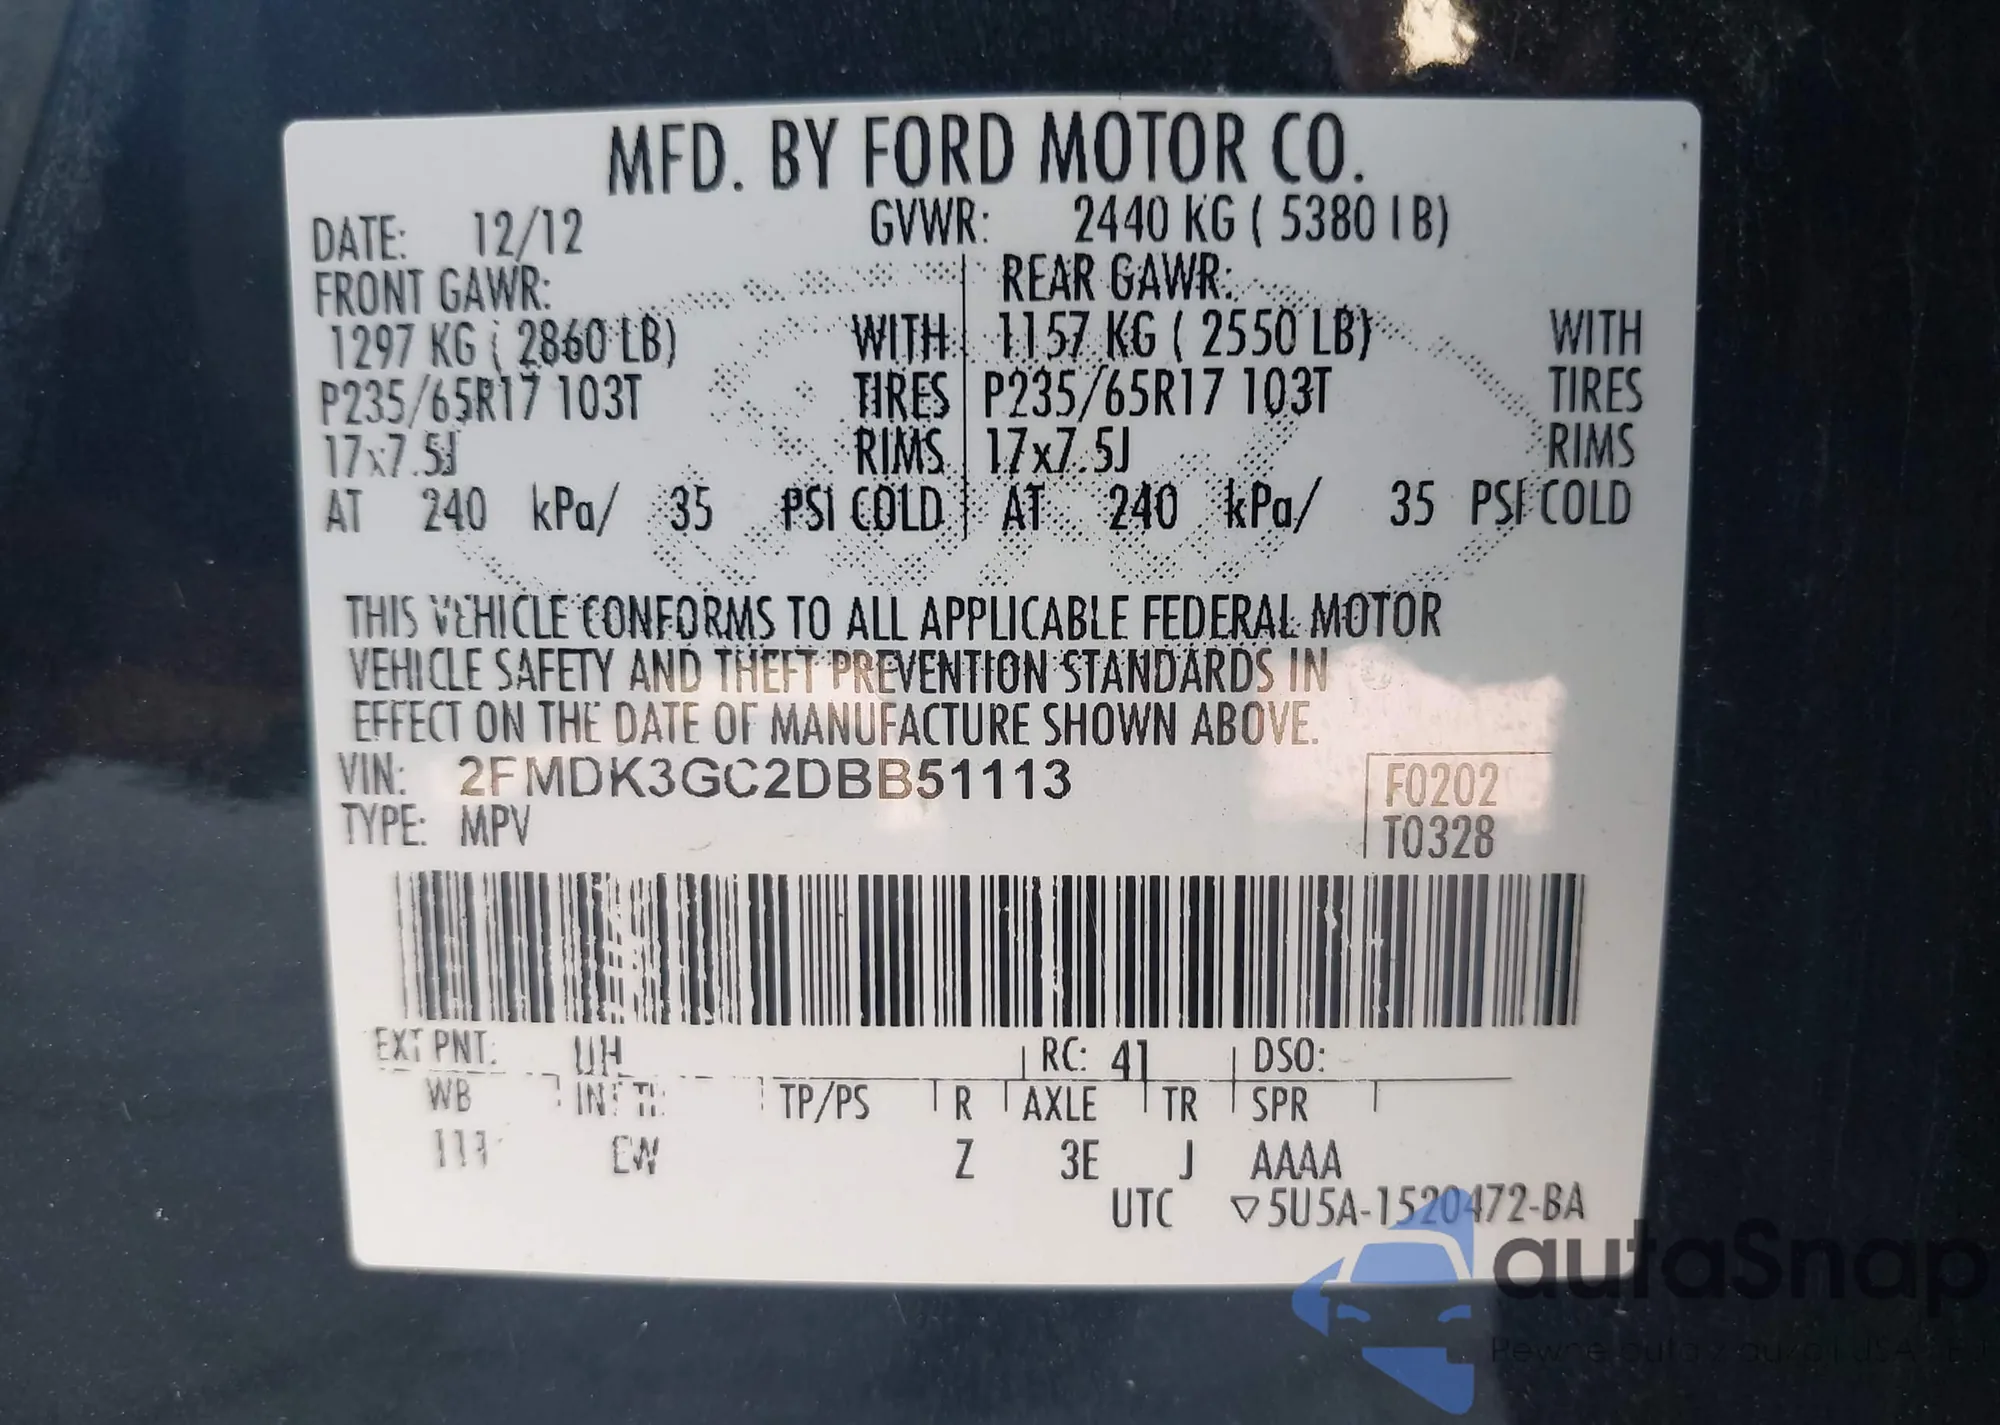 MFD. BY FORD MOTOR CO.
DATE: 12/12 GVWR: 2440 KG ( 5380 LB)
FRONT GAWR: REAR GAWR:
1297 KG ( 2860 LB) WITH 1157 KG ( 2550 LB) WITH
P235/65R17 103T TIRES P235/65R17 103T TIRES
17x7.5J RIMS 17x7.5J RIMS
AT 240 kPa/ 35 PSI COLD AT 240 kPa/ 35 PSI COLD
THIS VEHICLE CONFORMS TO ALL APPLICABLE FEDERAL MOTOR
VEHICLE SAFETY AND THEFT PREVENTION STANDARDS IN
EFFECT ON THE DATE OF MANUFACTURE SHOWN ABOVE.
VIN: 2FMDK3GC2DBB51113
TYPE: MPV
F0202
T0328
EXT PNT: UH RC: 41 DSO:
WB INT TR TP/PS R AXLE TR SPR
111 EW Z 3E J AAAA
UTC ▽5U5A-1520472-BA
autaSnap